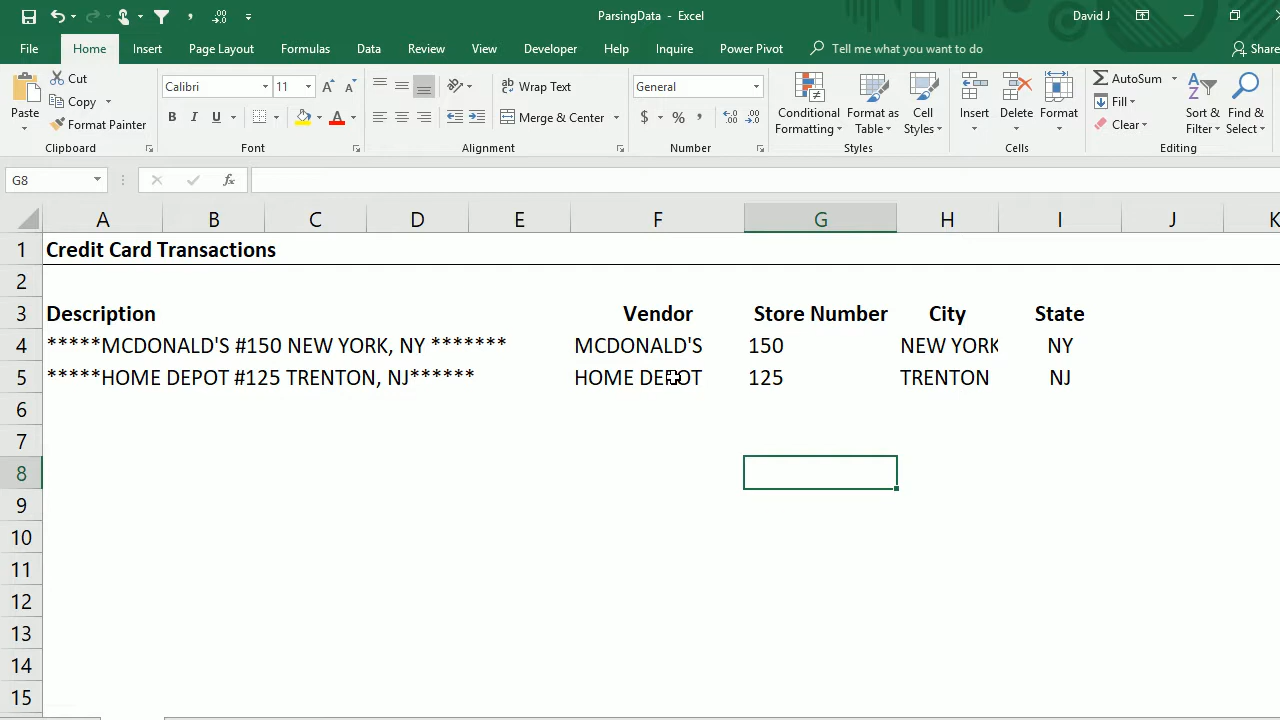 ParsingData - Excel
David J
File Home Insert Page Layout Formulas Data Review View Developer Help Inquire Power Pivot Tell me what you want to do Share
Paste
Cut
Copy
Format Painter
Clipboard
Calibri 11
B I U
Font
Wrap Text
Merge & Center
Alignment
General
$ % ,
Number
Conditional Formatting
Format as Table
Cell Styles
Styles
Insert Delete Format
Cells
AutoSum
Fill
Clear
Sort & Filter
Find & Select
Editing
G8 fx
A B C D E F G H I J K
1 Credit Card Transactions
2
3 Description Vendor Store Number City State
4 *****MCDONALD'S #150 NEW YORK, NY ******* MCDONALD'S 150 NEW YORK NY
5 *****HOME DEPOT #125 TRENTON, NJ****** HOME DEPOT 125 TRENTON NJ
6
7
8
9
10
11
12
13
14
15